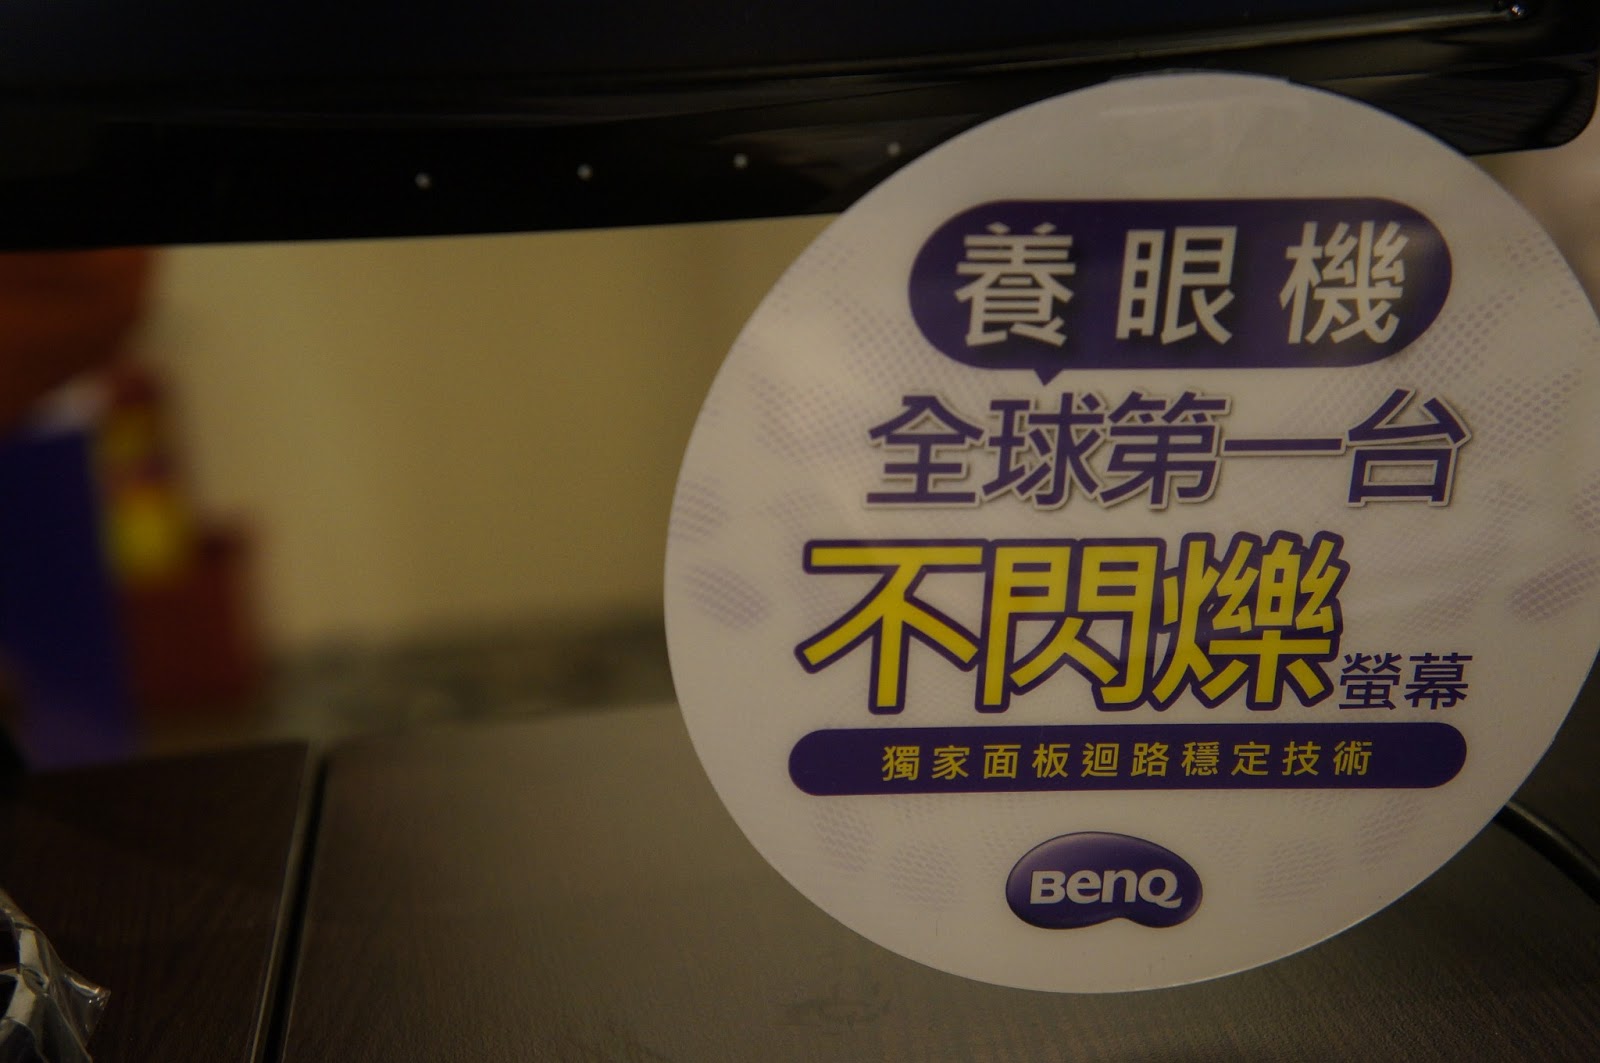 養眼機
全球第一台
不閃爍螢幕
獨家面板迴路穩定技術
BenQ